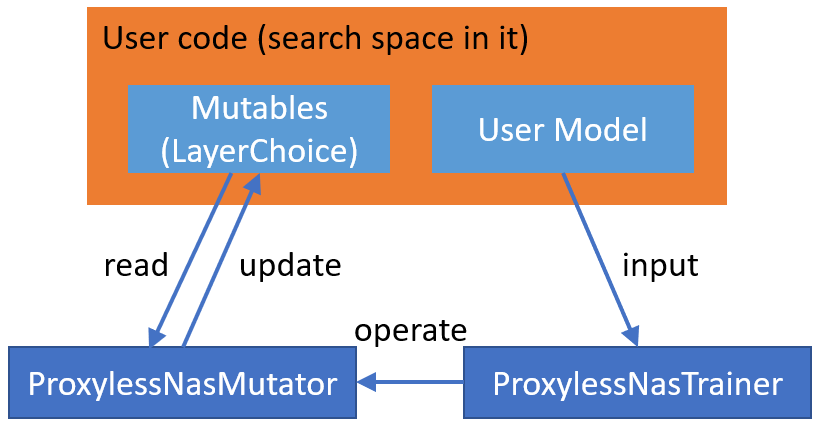 User code (search space in it)
Mutables
(LayerChoice)
User Model
read
update
input
operate
ProxylessNasMutator
ProxylessNasTrainer